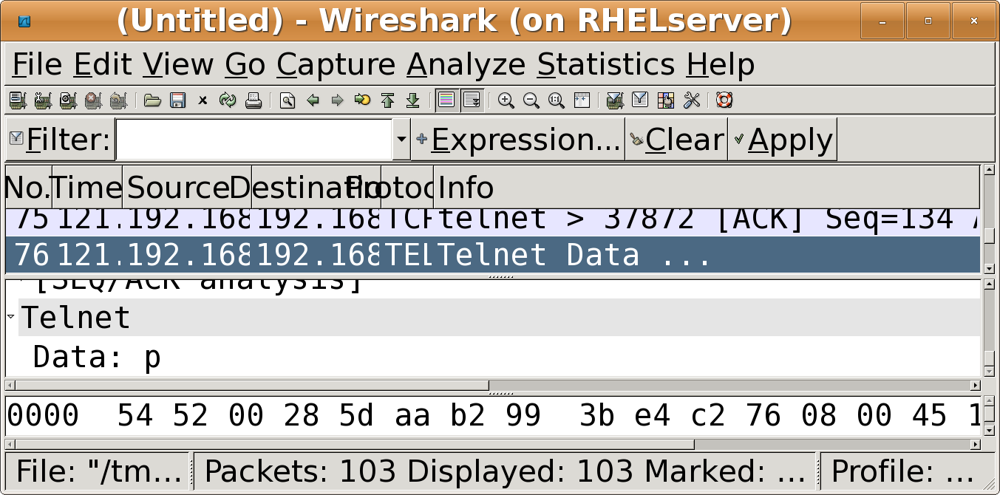 (Untitled) - Wireshark (on RHELserver)
File Edit View Go Capture Analyze Statistics Help
Filter: Expression... Clear Apply
No. Time Source Destinatio Protoc Info
75 121. 192.168 192.168 TCP telnet > 37872 [ACK] Seq=134
76 121. 192.168 192.168 TEL Telnet Data ...
[SEQ/ACK analysis]
Telnet
Data: p
0000 54 52 00 28 5d aa b2 99 3b e4 c2 76 08 00 45 1
File: "/tm... Packets: 103 Displayed: 103 Marked: ... Profile: ...